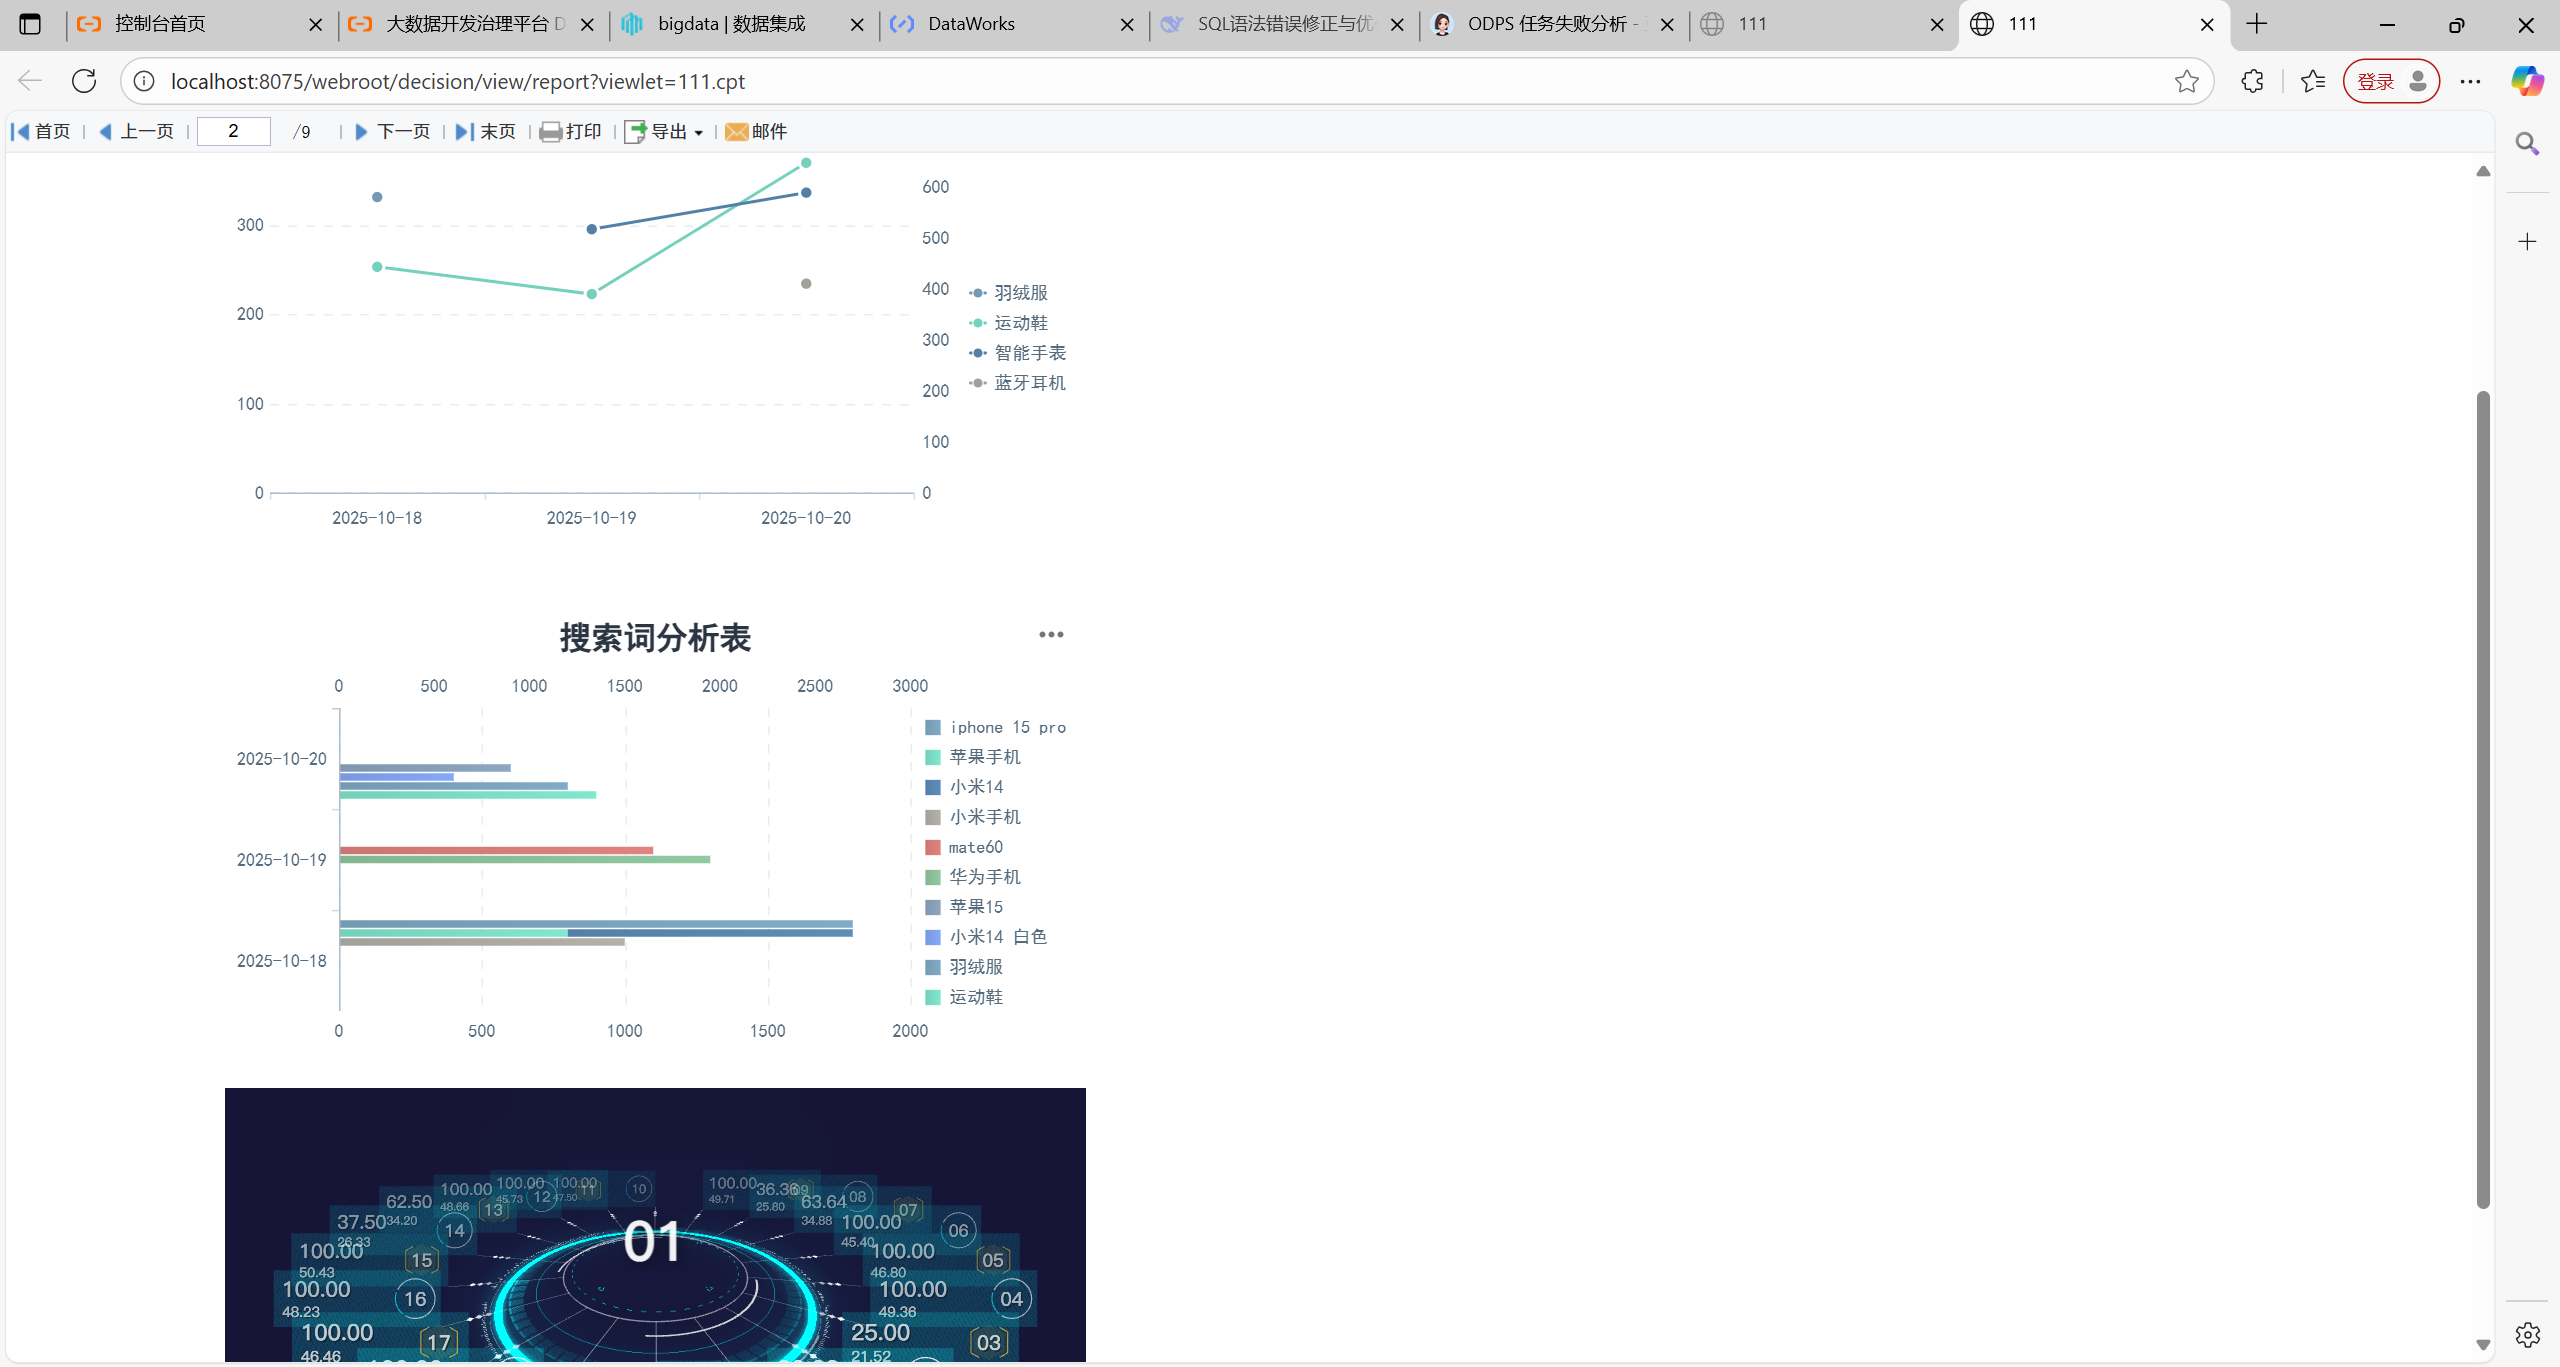 控制台首页 大数据开发治理平台 D bigdata | 数据集成 DataWorks SQL语法错误修正与优 ODPS 任务失败分析 - 111 111
localhost:8075/webroot/decision/view/report?viewlet=111.cpt 登录
首页 上一页 2 /9 下一页 末页 打印 导出 邮件
600
300
500
400
羽绒服
200
运动鞋
300
智能手表
蓝牙耳机
200
100
100
0 0
2025-10-18 2025-10-19 2025-10-20
搜索词分析表
0 500 1000 1500 2000 2500 3000
iphone 15 pro
2025-10-20
苹果手机
小米14
小米手机
mate60
2025-10-19
华为手机
苹果15
小米14 白色
2025-10-18
羽绒服
运动鞋
0 500 1000 1500 2000
100.00 45.73 12
100.00 47.50 11
10
100.00 49.71
36.36 25.80 09
63.64 34.88 08
100.00 48.66 13
62.50 34.20 14
37.50 26.33 15
100.00 45.40 07
100.00 46.80 06
01
100.00 50.43 16
05
100.00 49.36 04
100.00 48.23 17
25.00 21.52 03
100.00 46.46